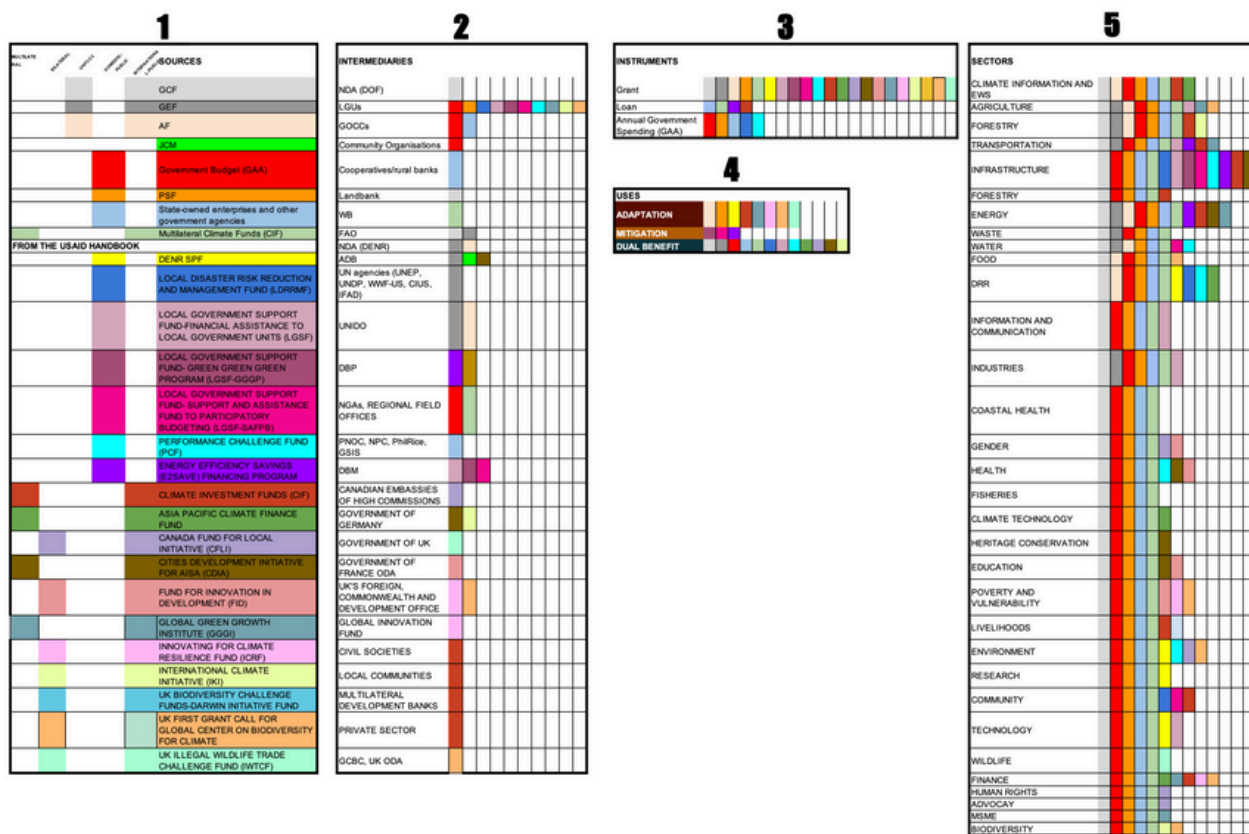 1
2
3
5
BILATERAL
UNFCCC
SOURCES
INTERMEDIARIES
INSTRUMENTS
SECTORS
GCF
GEF
AF
JCM
Government Budget (GAA)
PSF
State-owned enterprises and other
government agencies
Multilateral Climate Funds (CIF)
FROM THE USAID HANDBOOK
DENR SPF
LOCAL DISASTER RISK REDUCTION
AND MANAGEMENT FUND (LDRRMF)
LOCAL GOVERNMENT SUPPORT
FUND-FINANCIAL ASSISTANCE TO
LOCAL GOVERNMENT UNITS (LGSF)
LOCAL GOVERNMENT SUPPORT
FUND- GREEN GREEN GREEN
PROGRAM (LGSF-GGGP)
LOCAL GOVERNMENT SUPPORT
FUND- SUPPORT AND ASSISTANCE
FUND TO PARTICIPATORY
BUDGETING (LGSF-SAFPB)
PERFORMANCE CHALLENGE FUND
(PCF)
ENERGY EFFICIENCY SAVINGS
(E2SAVE) FINANCING PROGRAM
CLIMATE INVESTMENT FUNDS (CIF)
ASIA PACIFIC CLIMATE FINANCE
FUND
CANADA FUND FOR LOCAL
INITIATIVE (CFLI)
CITIES DEVELOPMENT INITIATIVE
FOR AISA (CDIA)
FUND FOR INNOVATION IN
DEVELOPMENT (FID)
GLOBAL GREEN GROWTH
INSTITUTE (GGGI)
INNOVATING FOR CLIMATE
RESILIENCE FUND (ICRF)
INTERNATIONAL CLIMATE
INITIATIVE (IKI)
UK BIODIVERSITY CHALLENGE
FUNDS-DARWIN INITIATIVE FUND
UK FIRST GRANT CALL FOR
GLOBAL CENTER ON BIODIVERSITY
FOR CLIMATE
UK ILLEGAL WILDLIFE TRADE
CHALLENGE FUND (IWTCF)
NDA (DOF)
LGUs
GOCCs
Community Organisations
Cooperatives/rural banks
Landbank
WB
FAO
NDA (DENR)
ADB
UN agencies (UNEP,
UNDP, WWF-US, CIUS,
IFAD)
UNIDO
DBP
NGAs, REGIONAL FIELD
OFFICES
PNOC, NPC, PhilRice,
GSIS
DBM
CANADIAN EMBASSIES
OF HIGH COMMISSIONS
GOVERNMENT OF
GERMANY
GOVERNMENT OF UK
GOVERNMENT OF
FRANCE ODA
UK'S FOREIGN,
COMMONWEALTH AND
DEVELOPMENT OFFICE
GLOBAL INNOVATION
FUND
CIVIL SOCIETIES
LOCAL COMMUNITIES
MULTILATERAL
DEVELOPMENT BANKS
PRIVATE SECTOR
GCBC, UK ODA
Grant
Loan
Annual Government
Spending (GAA)
4
USES
ADAPTATION
MITIGATION
DUAL BENEFIT
CLIMATE INFORMATION AND
EWS
AGRICULTURE
FORESTRY
TRANSPORTATION
INFRASTRUCTURE
FORESTRY
ENERGY
WASTE
WATER
FOOD
DRR
INFORMATION AND
COMMUNICATION
INDUSTRIES
COASTAL HEALTH
GENDER
HEALTH
FISHERIES
CLIMATE TECHNOLOGY
HERITAGE CONSERVATION
EDUCATION
POVERTY AND
VULNERABILITY
LIVELIHOODS
ENVIRONMENT
RESEARCH
COMMUNITY
TECHNOLOGY
WILDLIFE
FINANCE
HUMAN RIGHTS
ADVOCAY
MSME
BIODIVERSITY